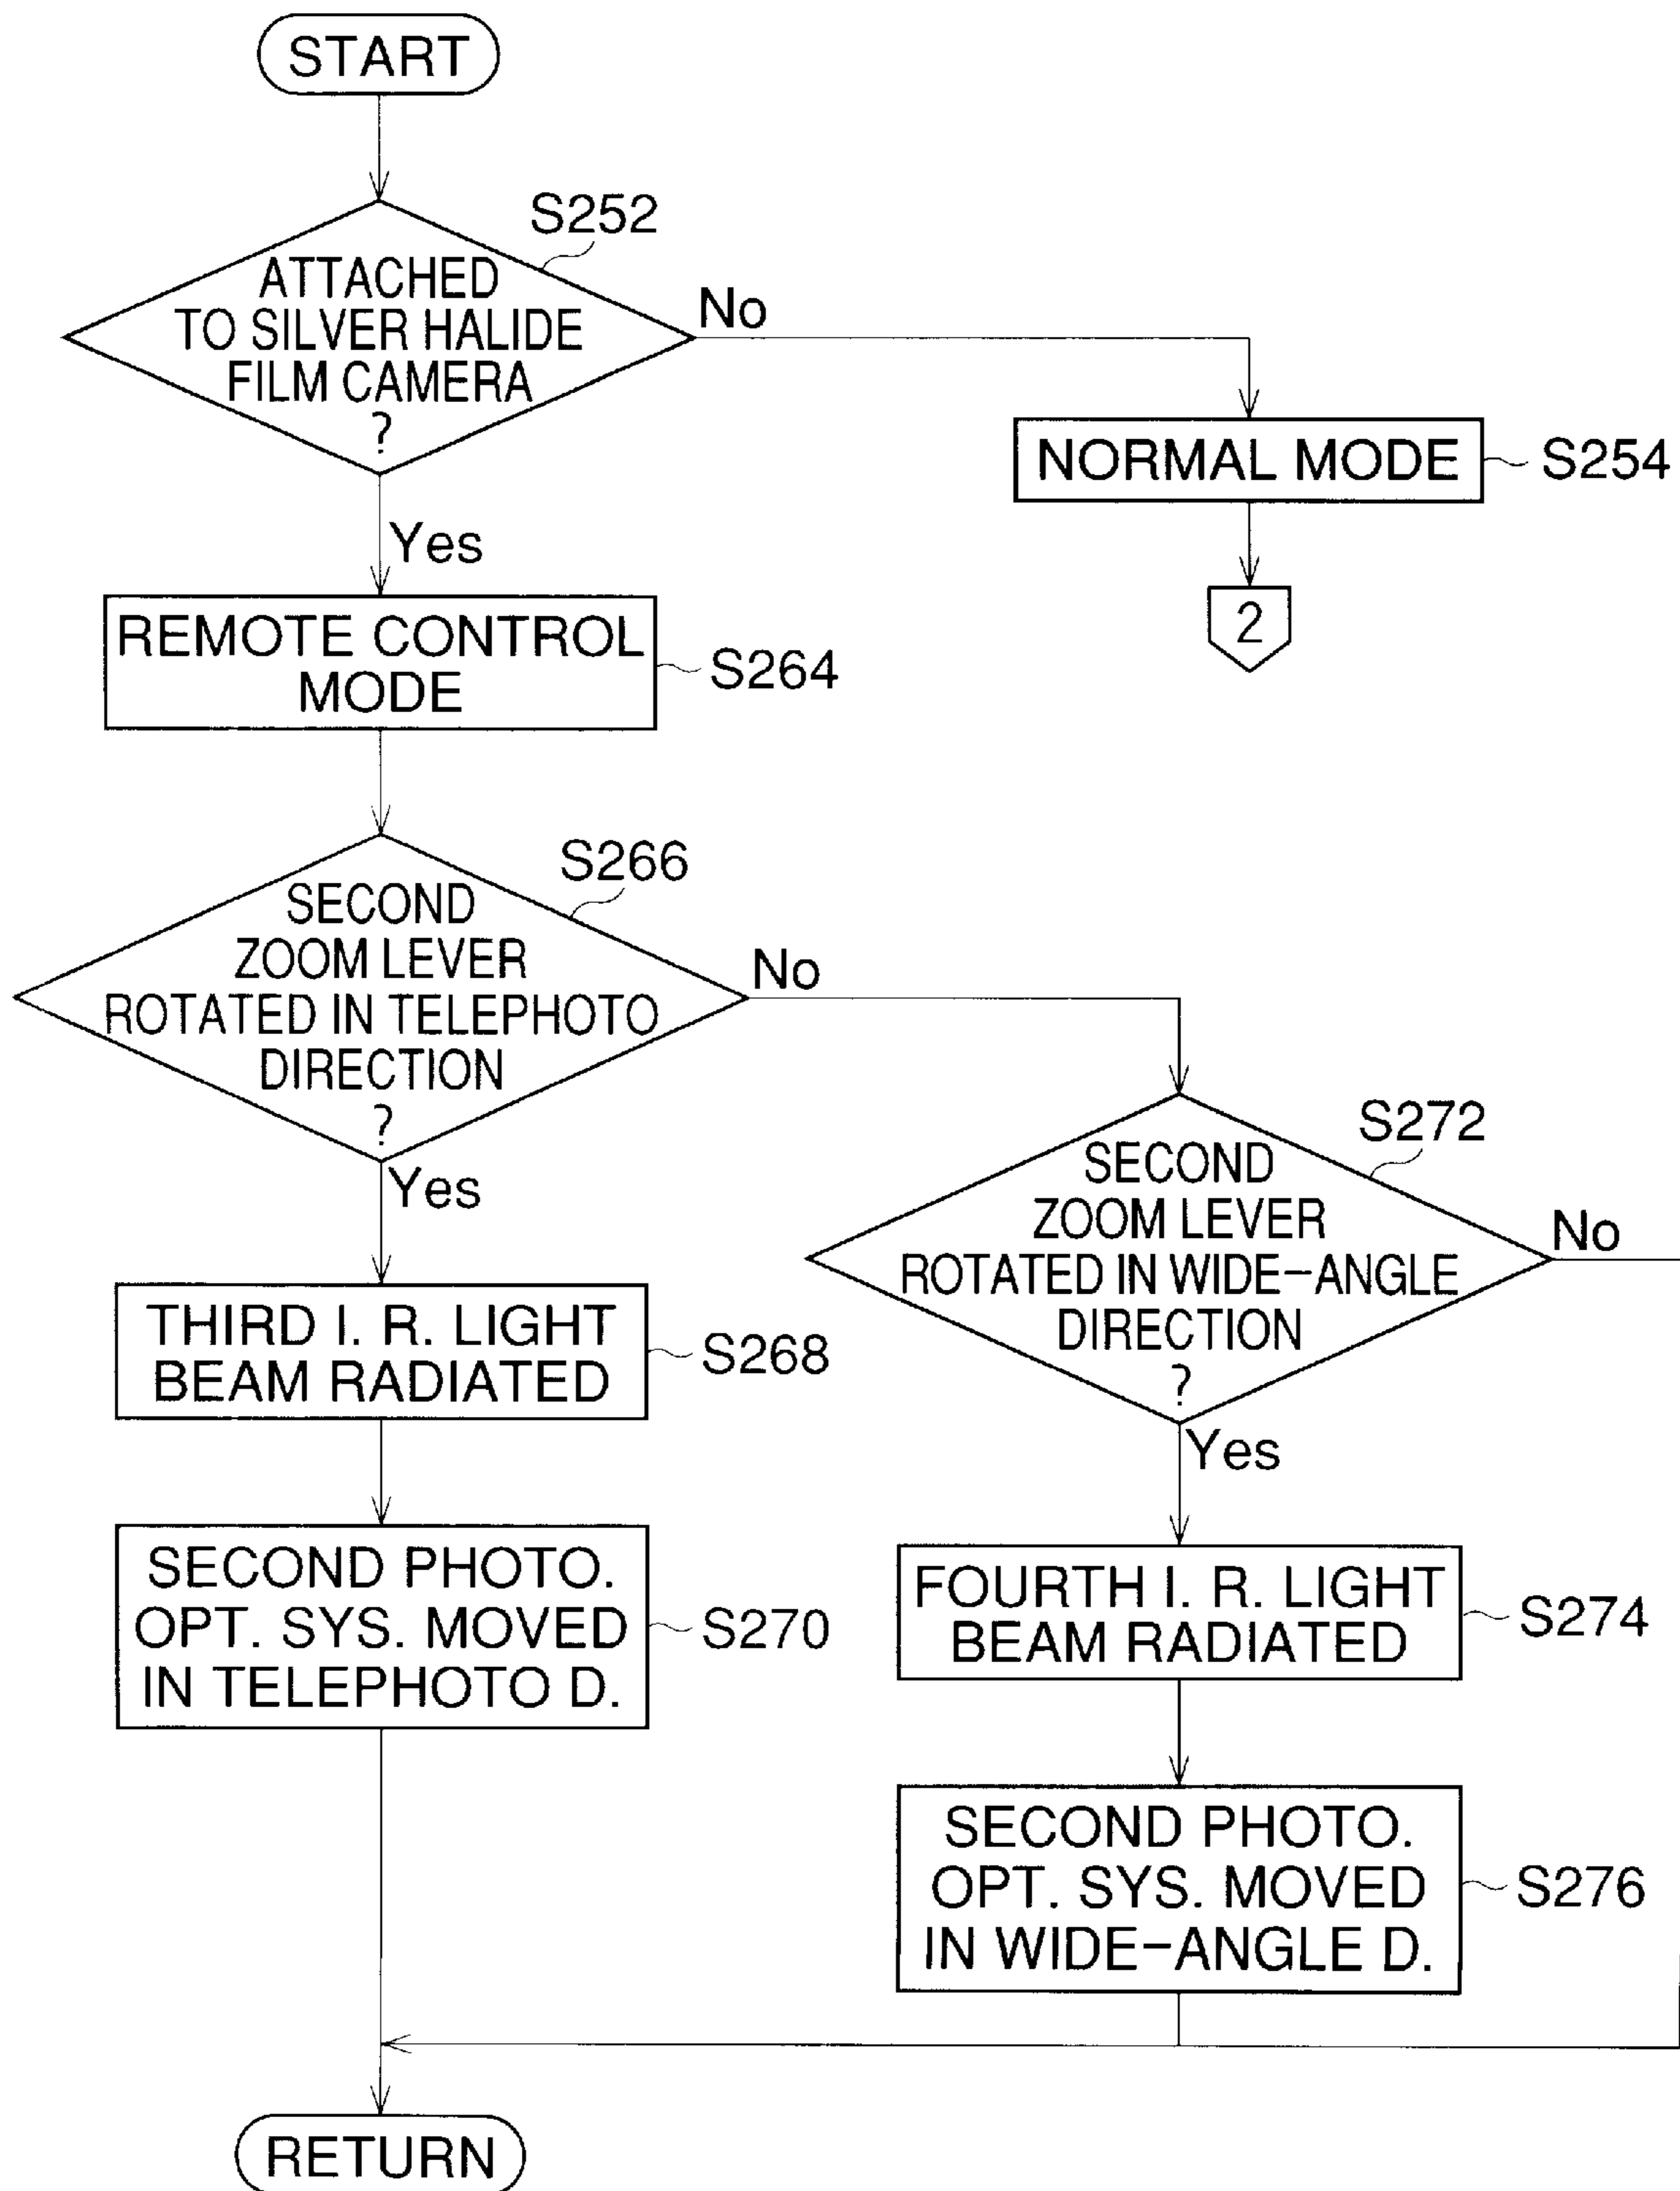 START
S252
ATTACHED
TO SILVER HALIDE
FILM CAMERA
?
No
NORMAL MODE
S254
2
Yes
REMOTE CONTROL
MODE
S264
S266
SECOND
ZOOM LEVER
ROTATED IN TELEPHOTO
DIRECTION
?
No
Yes
S272
SECOND
ZOOM LEVER
ROTATED IN WIDE-ANGLE
DIRECTION
?
No
Yes
THIRD I. R. LIGHT
BEAM RADIATED
S268
SECOND PHOTO.
OPT. SYS. MOVED
IN TELEPHOTO D.
S270
FOURTH I. R. LIGHT
BEAM RADIATED
S274
SECOND PHOTO.
OPT. SYS. MOVED
IN WIDE-ANGLE D.
S276
RETURN